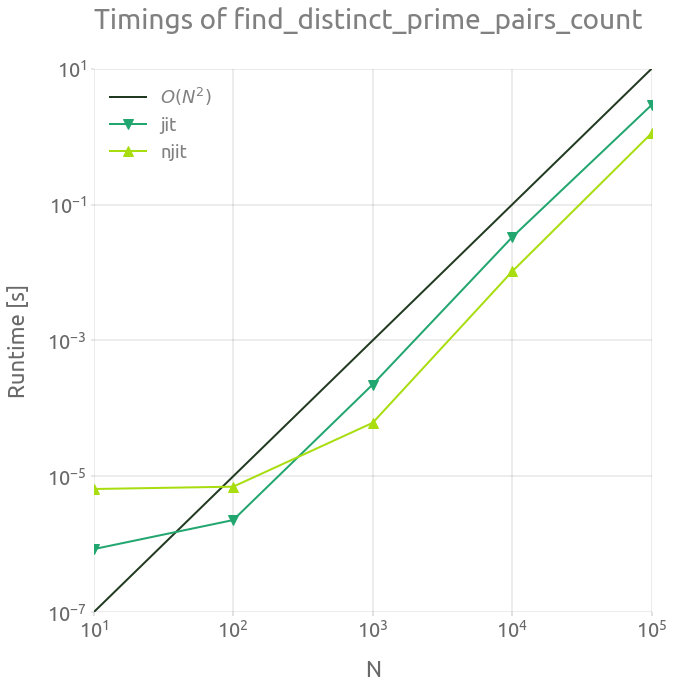 Timings of find_distinct_prime_pairs_count
O(N²)
jit
njit
Runtime [s]
10¹
10⁻¹
10⁻³
10⁻⁵
10⁻⁷
10¹ 10² 10³ 10⁴ 10⁵
N